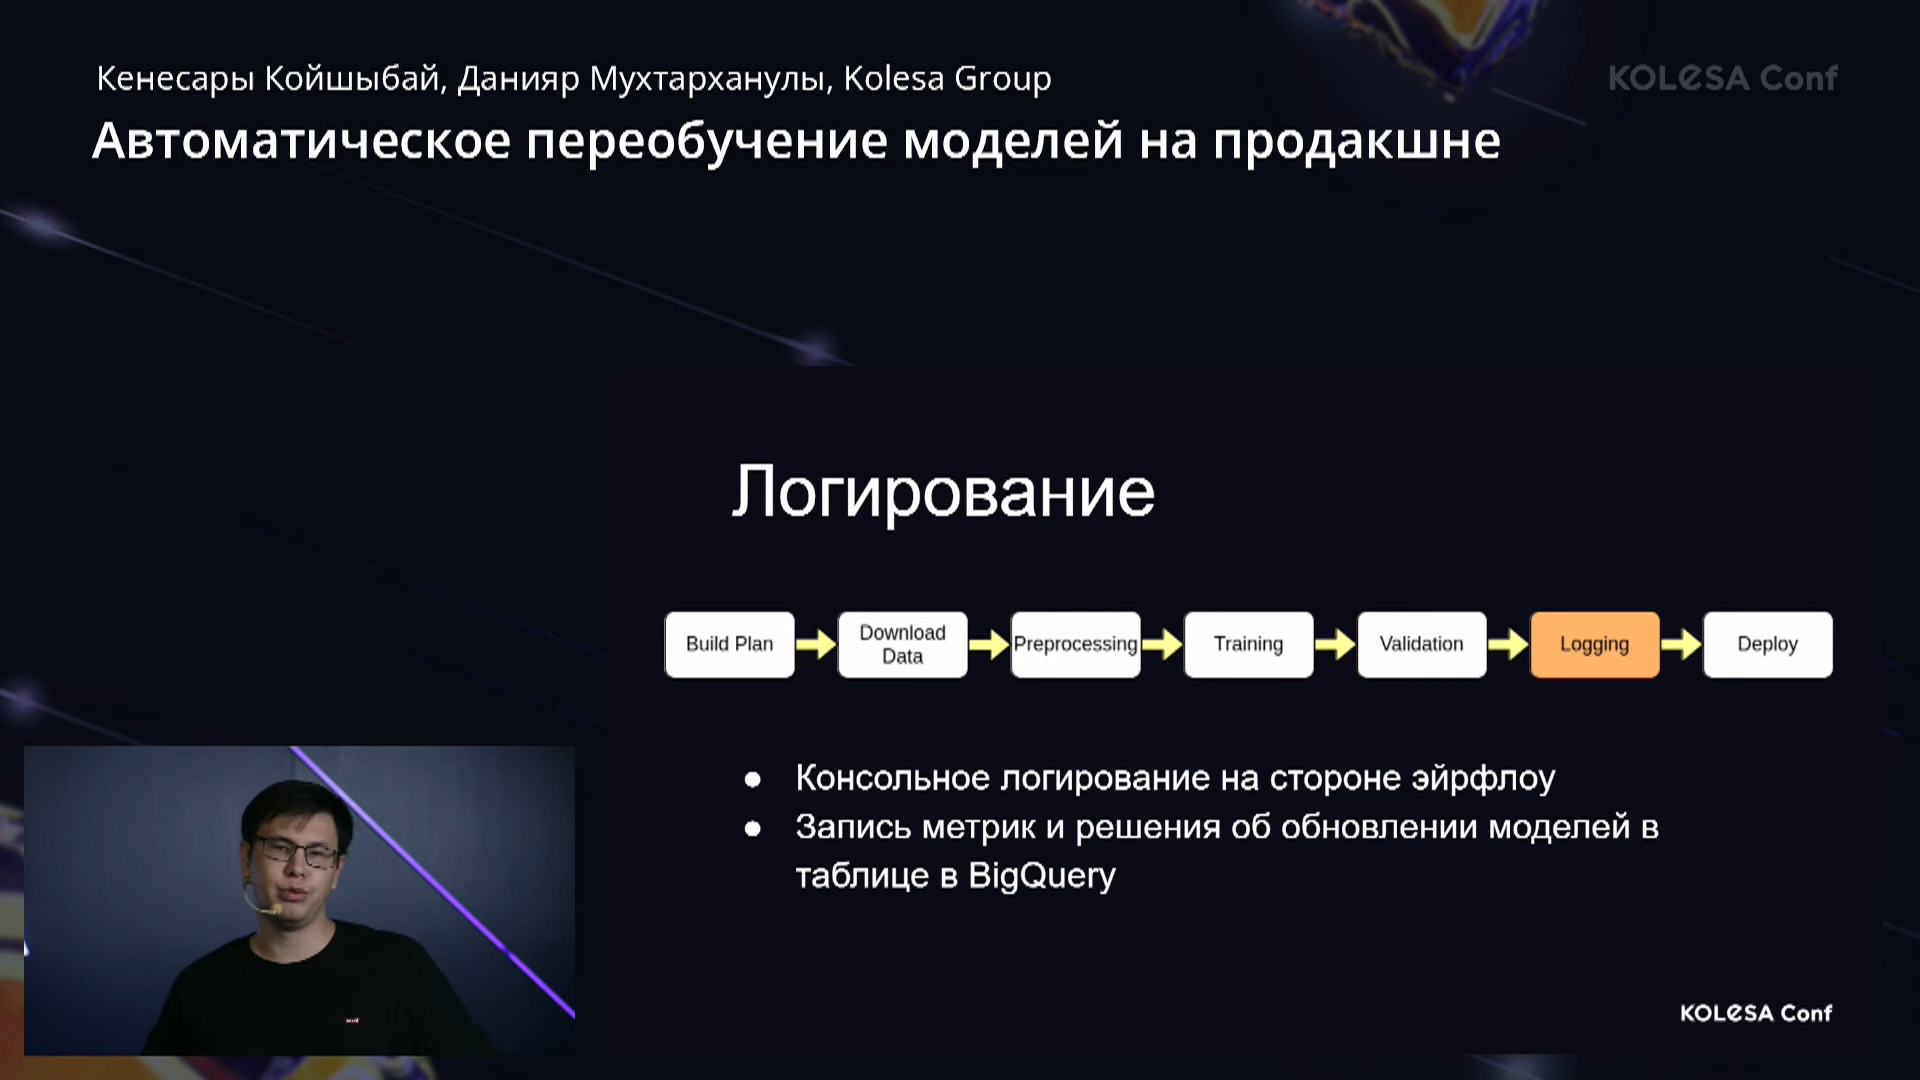 Кенесары Койшыбай, Данияр Мухтарханулы, Kolesa Group
KOLESA Conf
Автоматическое переобучение моделей на продакшне
Логирование
Build Plan
Download
Data
Preprocessing
Training
Validation
Logging
Deploy
● Консольное логирование на стороне эйрфлоу
● Запись метрик и решения об обновлении моделей в
таблице в BigQuery
KOLESA Conf